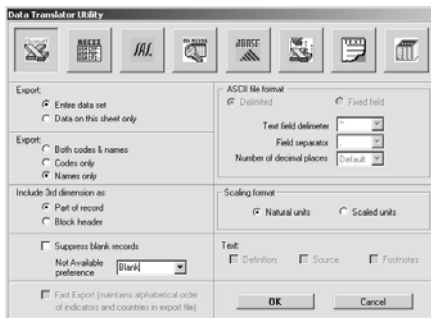 Data Translator Utility
ASCII
SAS
MS ACCESS
dBASE
TEXT
Export:
Entire data set
Data on this sheet only
Export:
Both codes & names
Codes only
Names only
Include 3rd dimension as:
Part of record
Block header
Suppress blank records
Not Available
preference
Blank
Fast Export (maintains alphabetical order
of indicators and countries in export file)
ASCII file format
Delimited
Fixed field
Text field delimeter
"
Field separator
,
Number of decimal places
Default
Scaling format
Natural units
Scaled units
Text:
Definition
Source
Footnotes
OK
Cancel